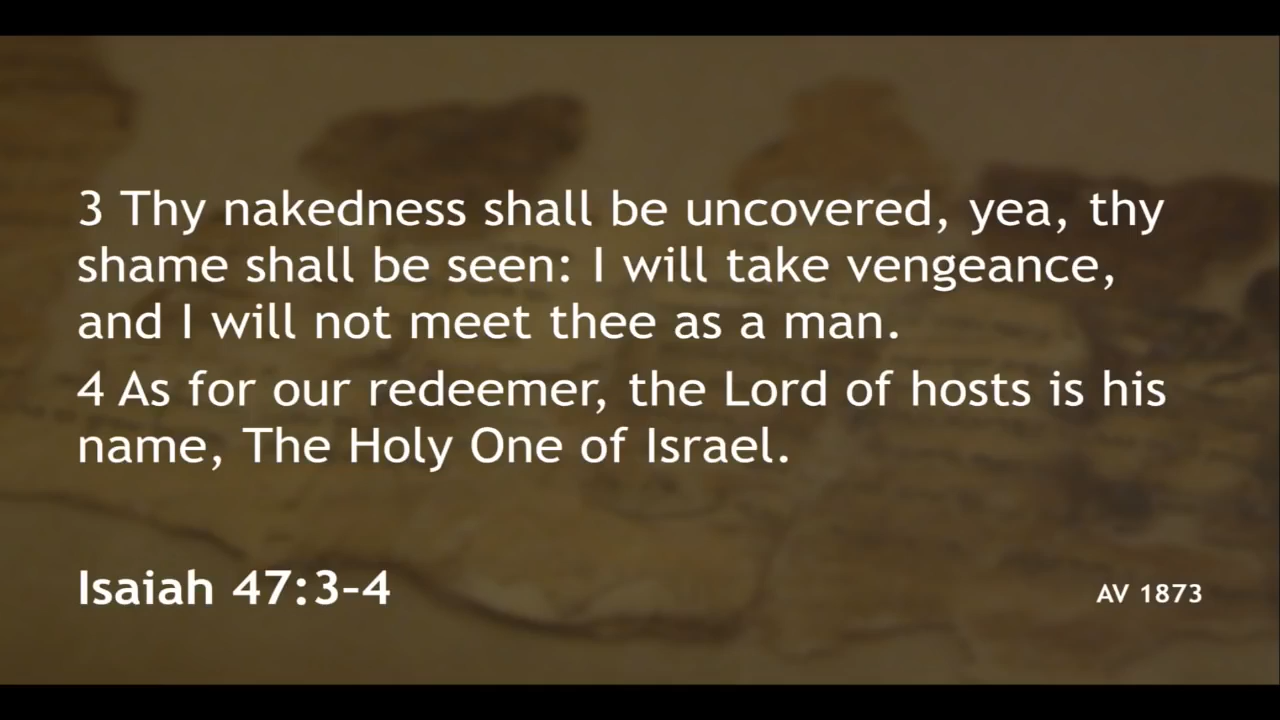 3 Thy nakedness shall be uncovered, yea, thy
shame shall be seen: I will take vengeance,
and I will not meet thee as a man.
4 As for our redeemer, the Lord of hosts is his
name, The Holy One of Israel.
Isaiah 47:3-4
AV 1873